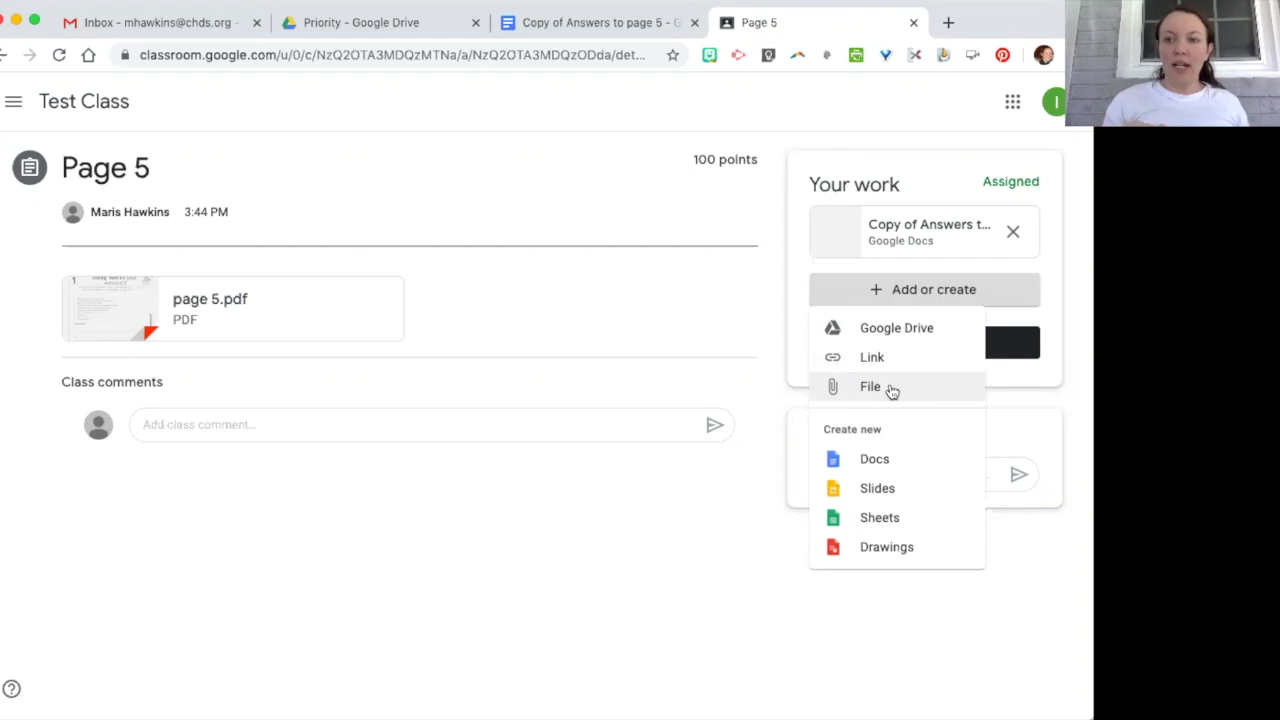 Inbox - mhawkins@chds.org -
Priority - Google Drive
Copy of Answers to page 5 - G
Page 5
classroom.google.com/u/0/c/NzQ2OTA3MDQzMTNa/a/NzQ2OTA3MDQzODda/det...
Test Class
I
Page 5
100 points
Maris Hawkins 3:44 PM
page 5.pdf
PDF
Class comments
Add class comment...
Your work
Assigned
Copy of Answers t...
Google Docs
+ Add or create
Google Drive
Link
File
Create new
Docs
Slides
Sheets
Drawings